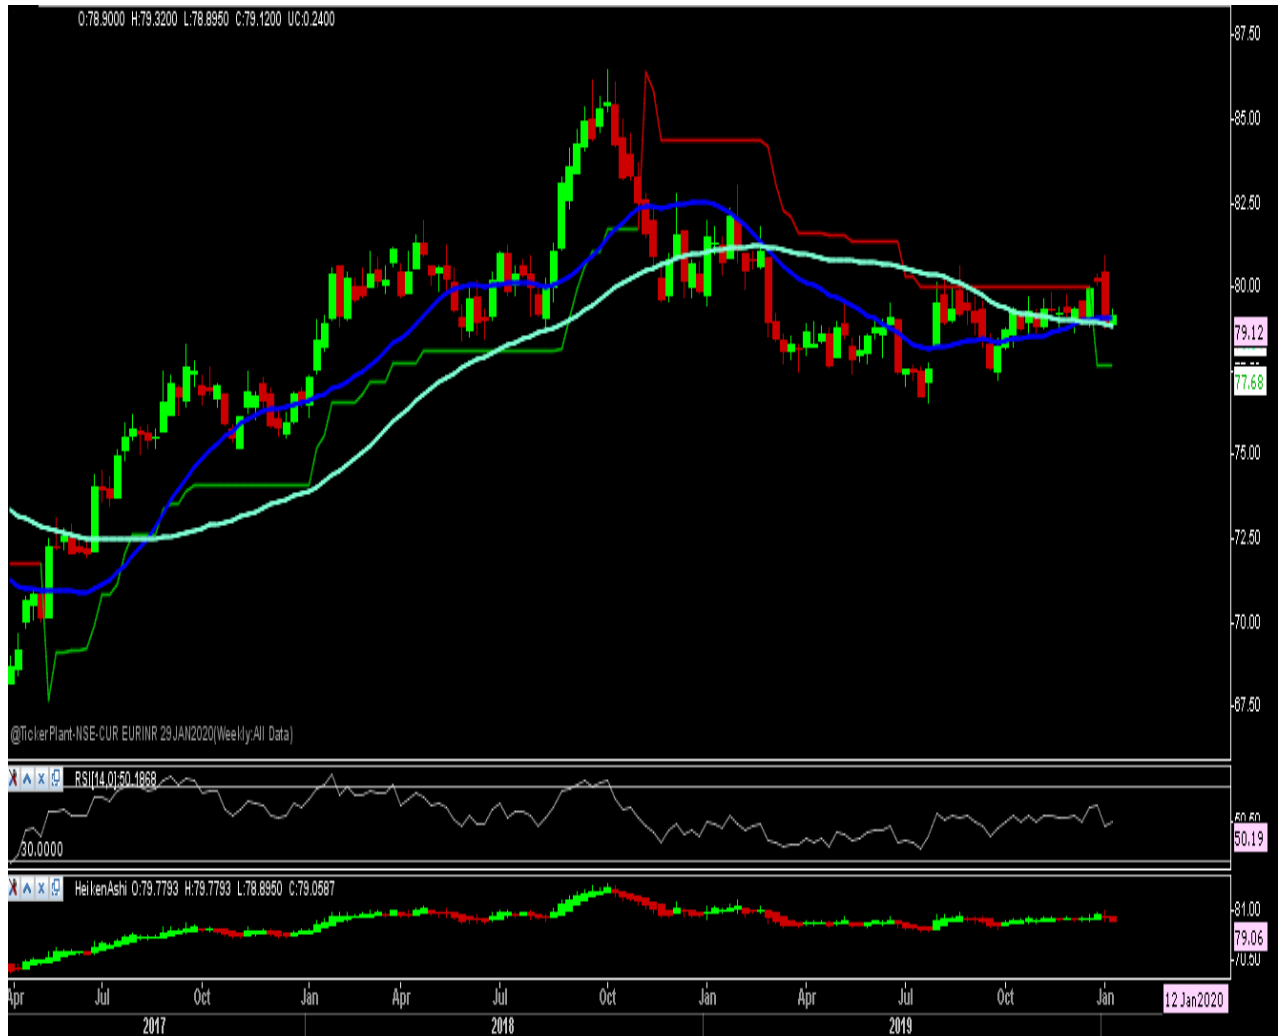 O:78.9000 H:79.3200 L:78.8950 C:79.1200 UC:0.2400
87.50
85.00
82.50
80.00
79.12
77.68
75.00
72.50
70.00
67.50
@TickerPlant-NSE-CUR EURINR 29JAN2020(Weekly:All Data)
RSI[14,0]:50.1868
50.19
30.0000
HeikenAshi O:79.7793 H:79.7793 L:78.8950 C:79.0587
81.00
79.06
Apr Jul Oct Jan Apr Jul Oct Jan Apr Jul Oct Jan 12 Jan2020
2017 2018 2019